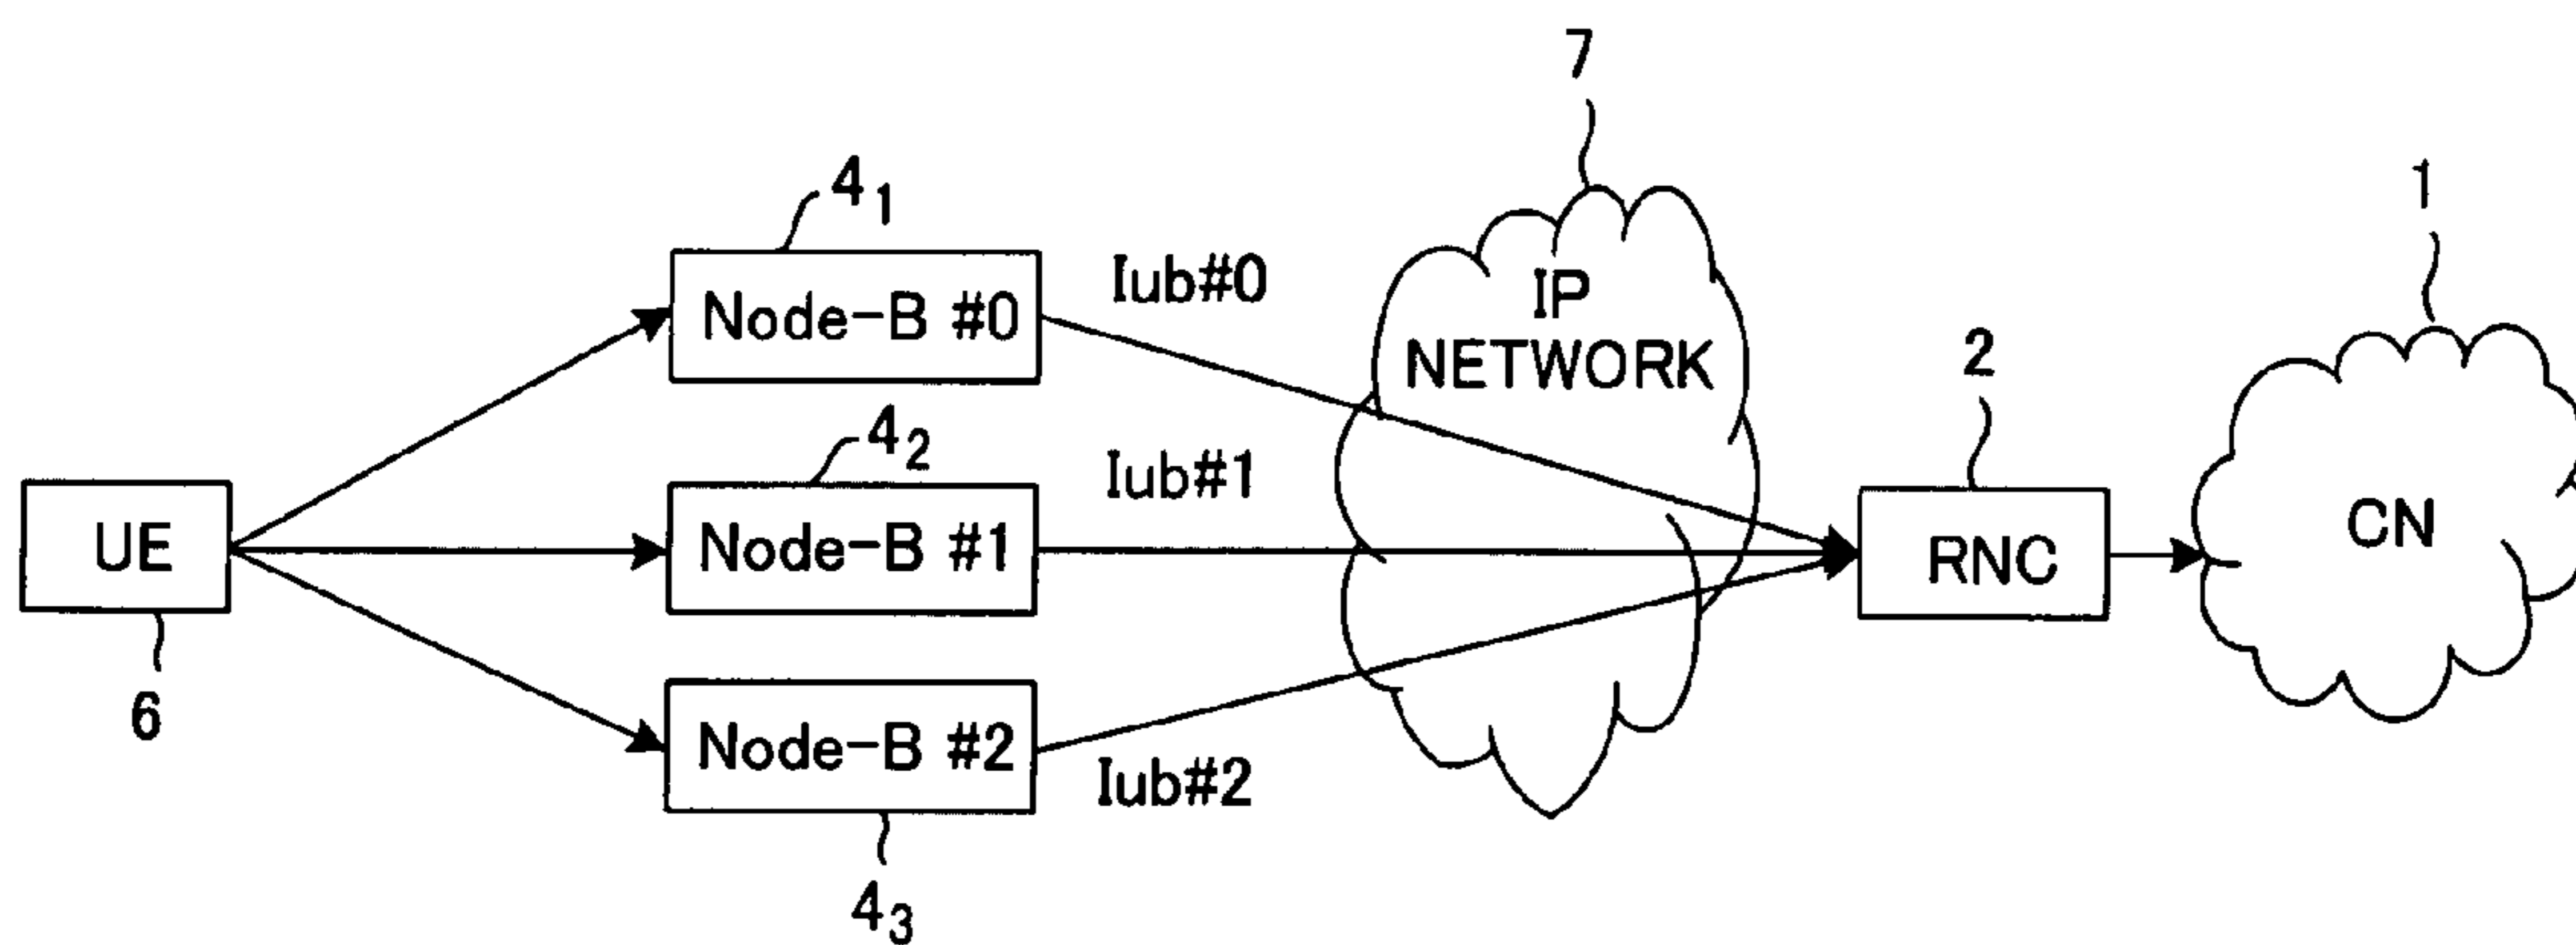 7
4₁
1
Iub#0
Node-B #0
IP
NETWORK
2
4₂
Iub#1
UE
Node-B #1
RNC
CN
6
Node-B #2
Iub#2
4₃